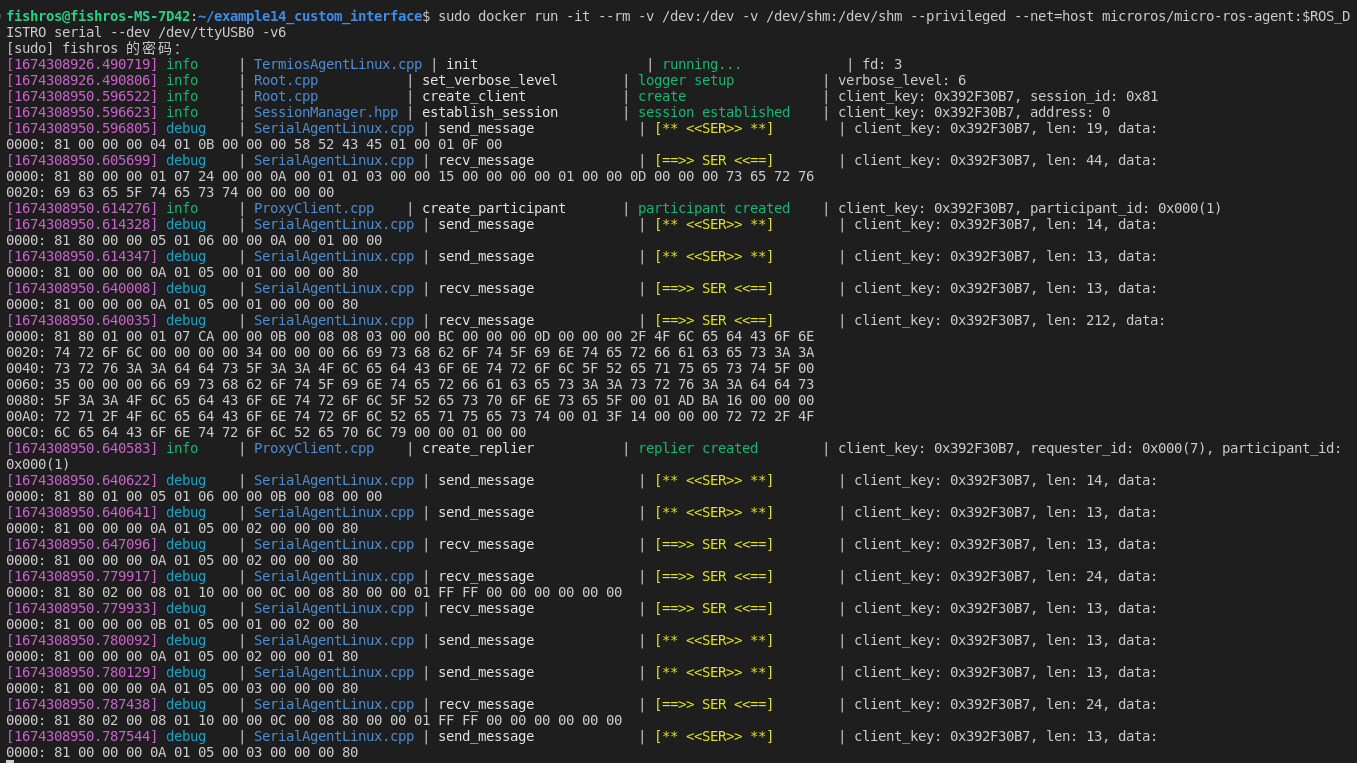 fishros@fishros-MS-7D42:~/example14_custom_interface$ sudo docker run -it --rm -v /dev:/dev -v /dev/shm:/dev/shm --privileged --net=host microros/micro-ros-agent:$ROS_D
ISTRO serial --dev /dev/ttyUSB0 -v6
[sudo] fishros 的密码：
[1674308926.490719] info     | TermiosAgentLinux.cpp | init                     | running...             | fd: 3
[1674308926.490806] info     | Root.cpp           | set_verbose_level        | logger setup           | verbose_level: 6
[1674308950.596522] info     | Root.cpp           | create_client            | create                 | client_key: 0x392F30B7, session_id: 0x81
[1674308950.596623] info     | SessionManager.hpp | establish_session        | session established    | client_key: 0x392F30B7, address: 0
[1674308950.596805] debug    | SerialAgentLinux.cpp | send_message             | [** <<SER>> **]        | client_key: 0x392F30B7, len: 19, data:
0000: 81 00 00 00 04 01 0B 00 00 00 58 52 43 45 01 00 01 0F 00
[1674308950.605699] debug    | SerialAgentLinux.cpp | recv_message             | [==>> SER <<==]        | client_key: 0x392F30B7, len: 44, data:
0000: 81 80 00 00 01 07 24 00 00 0A 00 01 01 03 00 00 15 00 00 00 00 01 00 00 0D 00 00 00 73 65 72 76
0020: 69 63 65 5F 74 65 73 74 00 00 00 00
[1674308950.614276] info     | ProxyClient.cpp    | create_participant       | participant created    | client_key: 0x392F30B7, participant_id: 0x000(1)
[1674308950.614328] debug    | SerialAgentLinux.cpp | send_message             | [** <<SER>> **]        | client_key: 0x392F30B7, len: 14, data:
0000: 81 80 00 00 05 01 06 00 00 0A 00 01 00 00
[1674308950.614347] debug    | SerialAgentLinux.cpp | send_message             | [** <<SER>> **]        | client_key: 0x392F30B7, len: 13, data:
0000: 81 00 00 00 0A 01 05 00 01 00 00 00 80
[1674308950.640008] debug    | SerialAgentLinux.cpp | recv_message             | [==>> SER <<==]        | client_key: 0x392F30B7, len: 13, data:
0000: 81 00 00 00 0A 01 05 00 01 00 00 00 80
[1674308950.640035] debug    | SerialAgentLinux.cpp | recv_message             | [==>> SER <<==]        | client_key: 0x392F30B7, len: 212, data:
0000: 81 80 01 00 01 07 CA 00 00 0B 00 08 08 03 00 00 BC 00 00 00 0D 00 00 00 2F 4F 6C 65 64 43 6F 6E
0020: 74 72 6F 6C 00 00 00 00 34 00 00 00 66 69 73 68 62 6F 74 5F 69 6E 74 65 72 66 61 63 65 73 3A 3A
0040: 73 72 76 3A 3A 64 64 73 5F 3A 3A 4F 6C 65 64 43 6F 6E 74 72 6F 6C 5F 52 65 71 75 65 73 74 5F 00
0060: 35 00 00 00 66 69 73 68 62 6F 74 5F 69 6E 74 65 72 66 61 63 65 73 3A 3A 73 72 76 3A 3A 64 64 73
0080: 5F 3A 3A 4F 6C 65 64 43 6F 6E 74 72 6F 6C 5F 52 65 73 70 6F 6E 73 65 5F 00 01 AD BA 16 00 00 00
00A0: 72 71 2F 4F 6C 65 64 43 6F 6E 74 72 6F 6C 52 65 71 75 65 73 74 00 01 3F 14 00 00 00 72 72 2F 4F
00C0: 6C 65 64 43 6F 6E 74 72 6F 6C 52 65 70 6C 79 00 00 01 00 00
[1674308950.640583] info     | ProxyClient.cpp    | create_replier           | replier created        | client_key: 0x392F30B7, requester_id: 0x000(7), participant_id:
0x000(1)
[1674308950.640622] debug    | SerialAgentLinux.cpp | send_message             | [** <<SER>> **]        | client_key: 0x392F30B7, len: 14, data:
0000: 81 80 01 00 05 01 06 00 00 0B 00 08 00 00
[1674308950.640641] debug    | SerialAgentLinux.cpp | send_message             | [** <<SER>> **]        | client_key: 0x392F30B7, len: 13, data:
0000: 81 00 00 00 0A 01 05 00 02 00 00 00 80
[1674308950.647096] debug    | SerialAgentLinux.cpp | recv_message             | [==>> SER <<==]        | client_key: 0x392F30B7, len: 13, data:
0000: 81 00 00 00 0A 01 05 00 02 00 00 00 80
[1674308950.779917] debug    | SerialAgentLinux.cpp | recv_message             | [==>> SER <<==]        | client_key: 0x392F30B7, len: 24, data:
0000: 81 80 02 00 08 01 10 00 00 0C 00 08 80 00 00 01 FF FF 00 00 00 00 00 00
[1674308950.779933] debug    | SerialAgentLinux.cpp | recv_message             | [==>> SER <<==]        | client_key: 0x392F30B7, len: 13, data:
0000: 81 00 00 00 0B 01 05 00 01 00 02 00 80
[1674308950.780092] debug    | SerialAgentLinux.cpp | send_message             | [** <<SER>> **]        | client_key: 0x392F30B7, len: 13, data:
0000: 81 00 00 00 0A 01 05 00 02 00 00 01 80
[1674308950.780129] debug    | SerialAgentLinux.cpp | send_message             | [** <<SER>> **]        | client_key: 0x392F30B7, len: 13, data:
0000: 81 00 00 00 0A 01 05 00 03 00 00 00 80
[1674308950.787438] debug    | SerialAgentLinux.cpp | recv_message             | [==>> SER <<==]        | client_key: 0x392F30B7, len: 24, data:
0000: 81 80 02 00 08 01 10 00 00 0C 00 08 80 00 00 01 FF FF 00 00 00 00 00 00
[1674308950.787544] debug    | SerialAgentLinux.cpp | send_message             | [** <<SER>> **]        | client_key: 0x392F30B7, len: 13, data:
0000: 81 00 00 00 0A 01 05 00 03 00 00 00 80